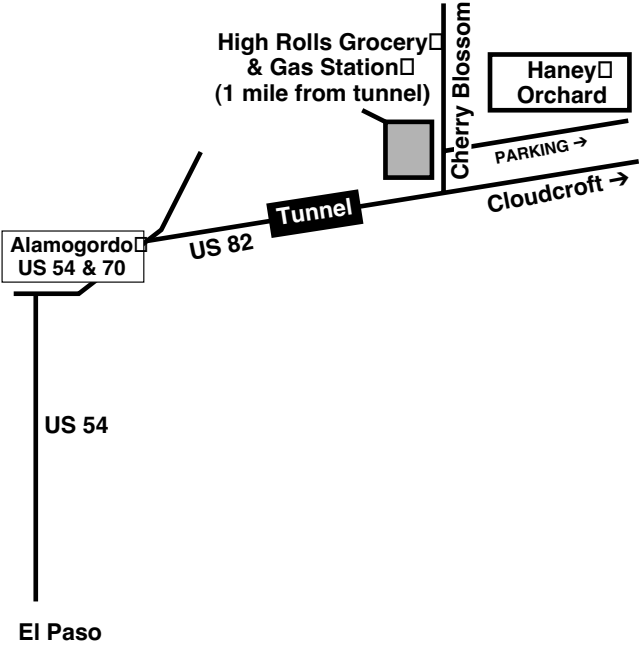 High Rolls Grocery
& Gas Station
(1 mile from tunnel)
Cherry Blossom
Haney
Orchard
PARKING →
Cloudcroft →
Tunnel
US 82
Alamogordo
US 54 & 70
US 54
El Paso